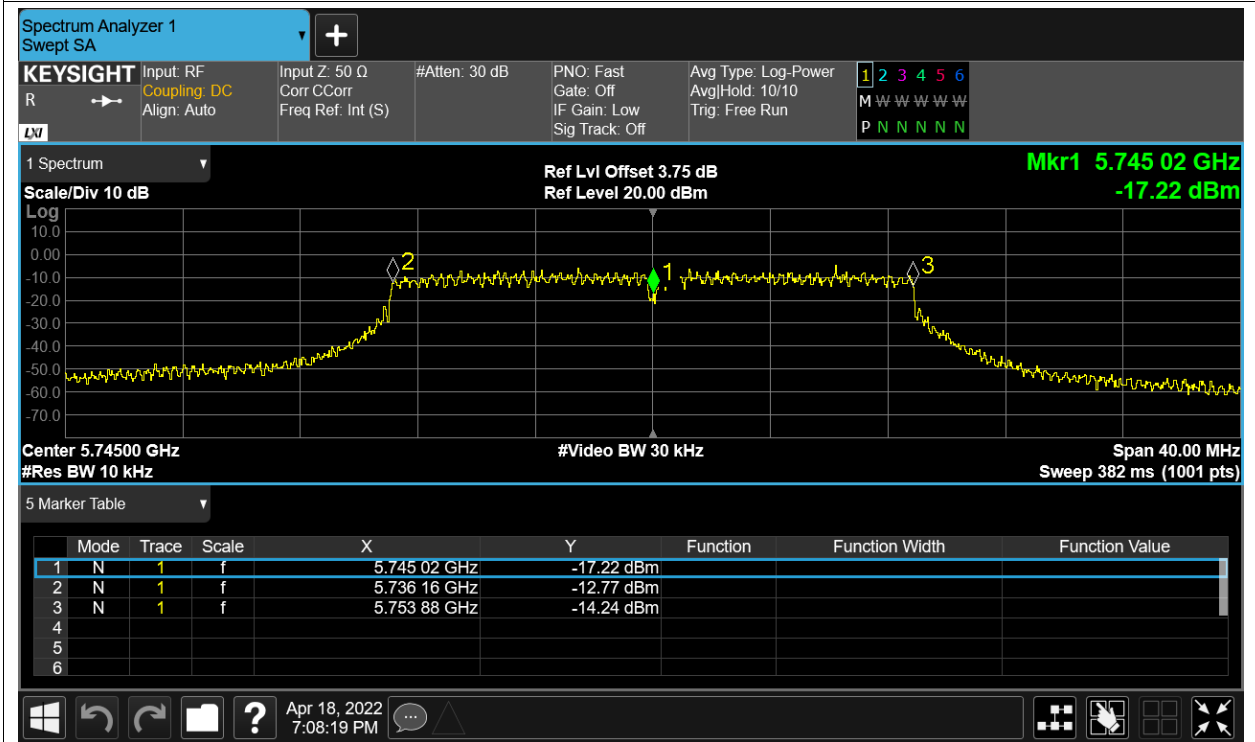 Spectrum Analyzer 1
Swept SA
KEYSIGHT Input: RF Input Z: 50 Ω #Atten: 30 dB PNO: Fast Avg Type: Log-Power 1 2 3 4 5 6
R Coupling: DC Corr CCorr Gate: Off Avg|Hold: 10/10 M W W W W W
Align: Auto Freq Ref: Int (S) IF Gain: Low Trig: Free Run
LXI Sig Track: Off P N N N N N N
1 Spectrum Ref Lvl Offset 3.75 dB Mkr1 5.745 02 GHz
Scale/Div 10 dB Ref Level 20.00 dBm -17.22 dBm
Log
10.0
0.00 2 3
-10.0 1
-20.0
-30.0
-40.0
-50.0
-60.0
-70.0
Center 5.74500 GHz #Video BW 30 kHz Span 40.00 MHz
#Res BW 10 kHz Sweep 382 ms (1001 pts)
5 Marker Table
Mode Trace Scale X Y Function Function Width Function Value
1 N 1 f 5.745 02 GHz -17.22 dBm
2 N 1 f 5.736 16 GHz -12.77 dBm
3 N 1 f 5.753 88 GHz -14.24 dBm
4
5
6
? Apr 18, 2022
7:08:19 PM